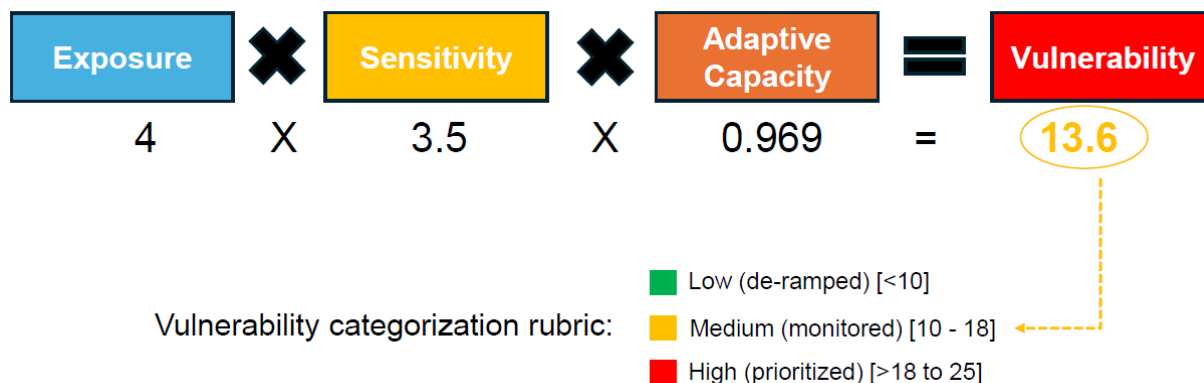 Exposure
Sensitivity
Adaptive
Capacity
Vulnerability
4 X 3.5 X 0.969 = 13.6
Low (de-ramped) [<10]
Vulnerability categorization rubric:
Medium (monitored) [10 - 18]
High (prioritized) [>18 to 25]